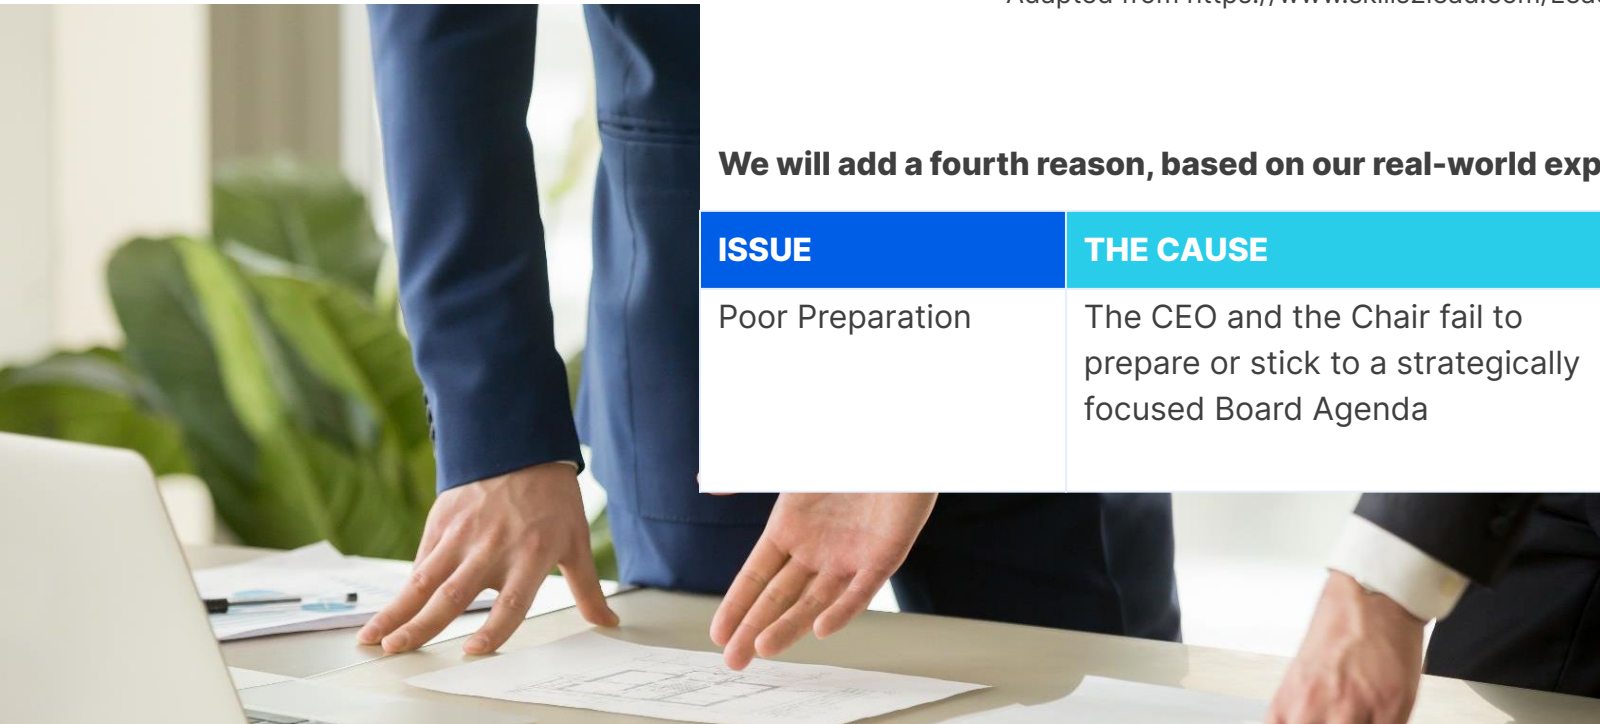 We will add a fourth reason, based on our real-world exp
ISSUE
THE CAUSE
Poor Preparation
The CEO and the Chair fail to
prepare or stick to a strategically
focused Board Agenda